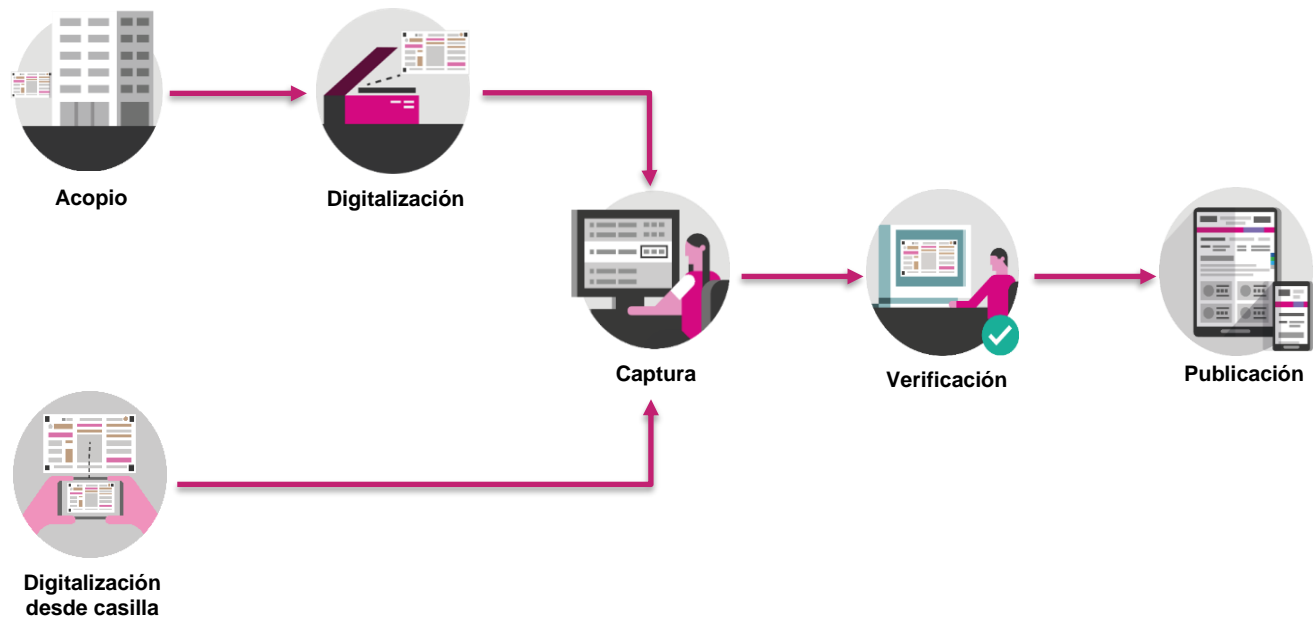 Acopio
Digitalización
Captura
Verificación
Publicación
Digitalización
desde casilla